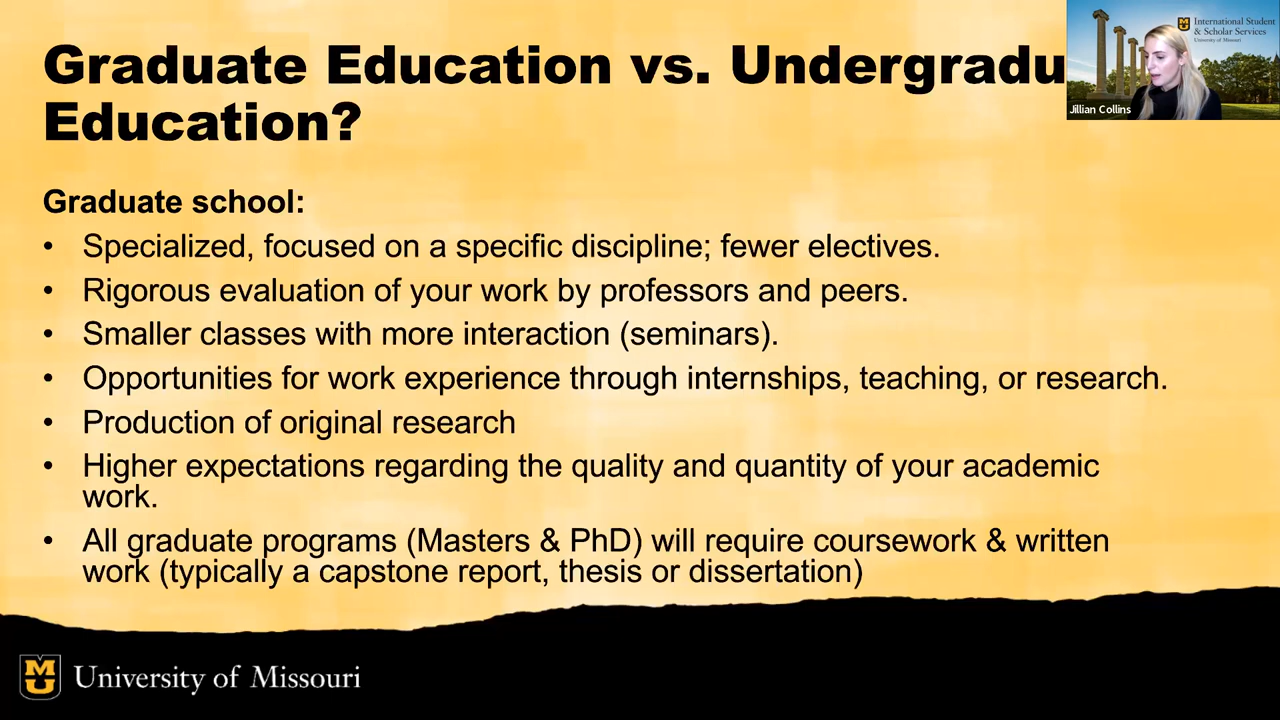 Graduate Education vs. Undergradu
Education?
International Student
& Scholar Services
University of Missouri
Jillian Collins
Graduate school:
• Specialized, focused on a specific discipline; fewer electives.
• Rigorous evaluation of your work by professors and peers.
• Smaller classes with more interaction (seminars).
• Opportunities for work experience through internships, teaching, or research.
• Production of original research
• Higher expectations regarding the quality and quantity of your academic
work.
• All graduate programs (Masters & PhD) will require coursework & written
work (typically a capstone report, thesis or dissertation)
University of Missouri